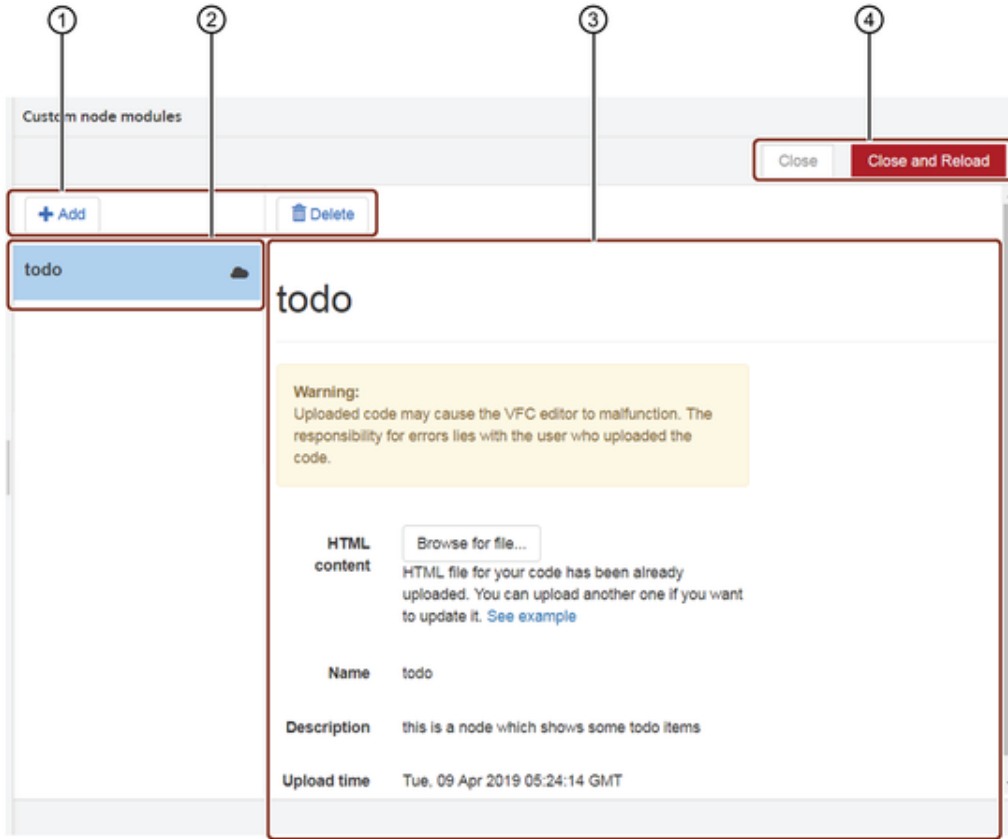 1 2 3 4
Custom node modules
Close Close and Reload
Add Delete
todo
todo
Warning:
Uploaded code may cause the VFC editor to malfunction. The
responsibility for errors lies with the user who uploaded the
code.
HTML
content
Browse for file...
HTML file for your code has been already
uploaded. You can upload another one if you want
to update it. See example
Name todo
Description this is a node which shows some todo items
Upload time Tue, 09 Apr 2019 05:24:14 GMT